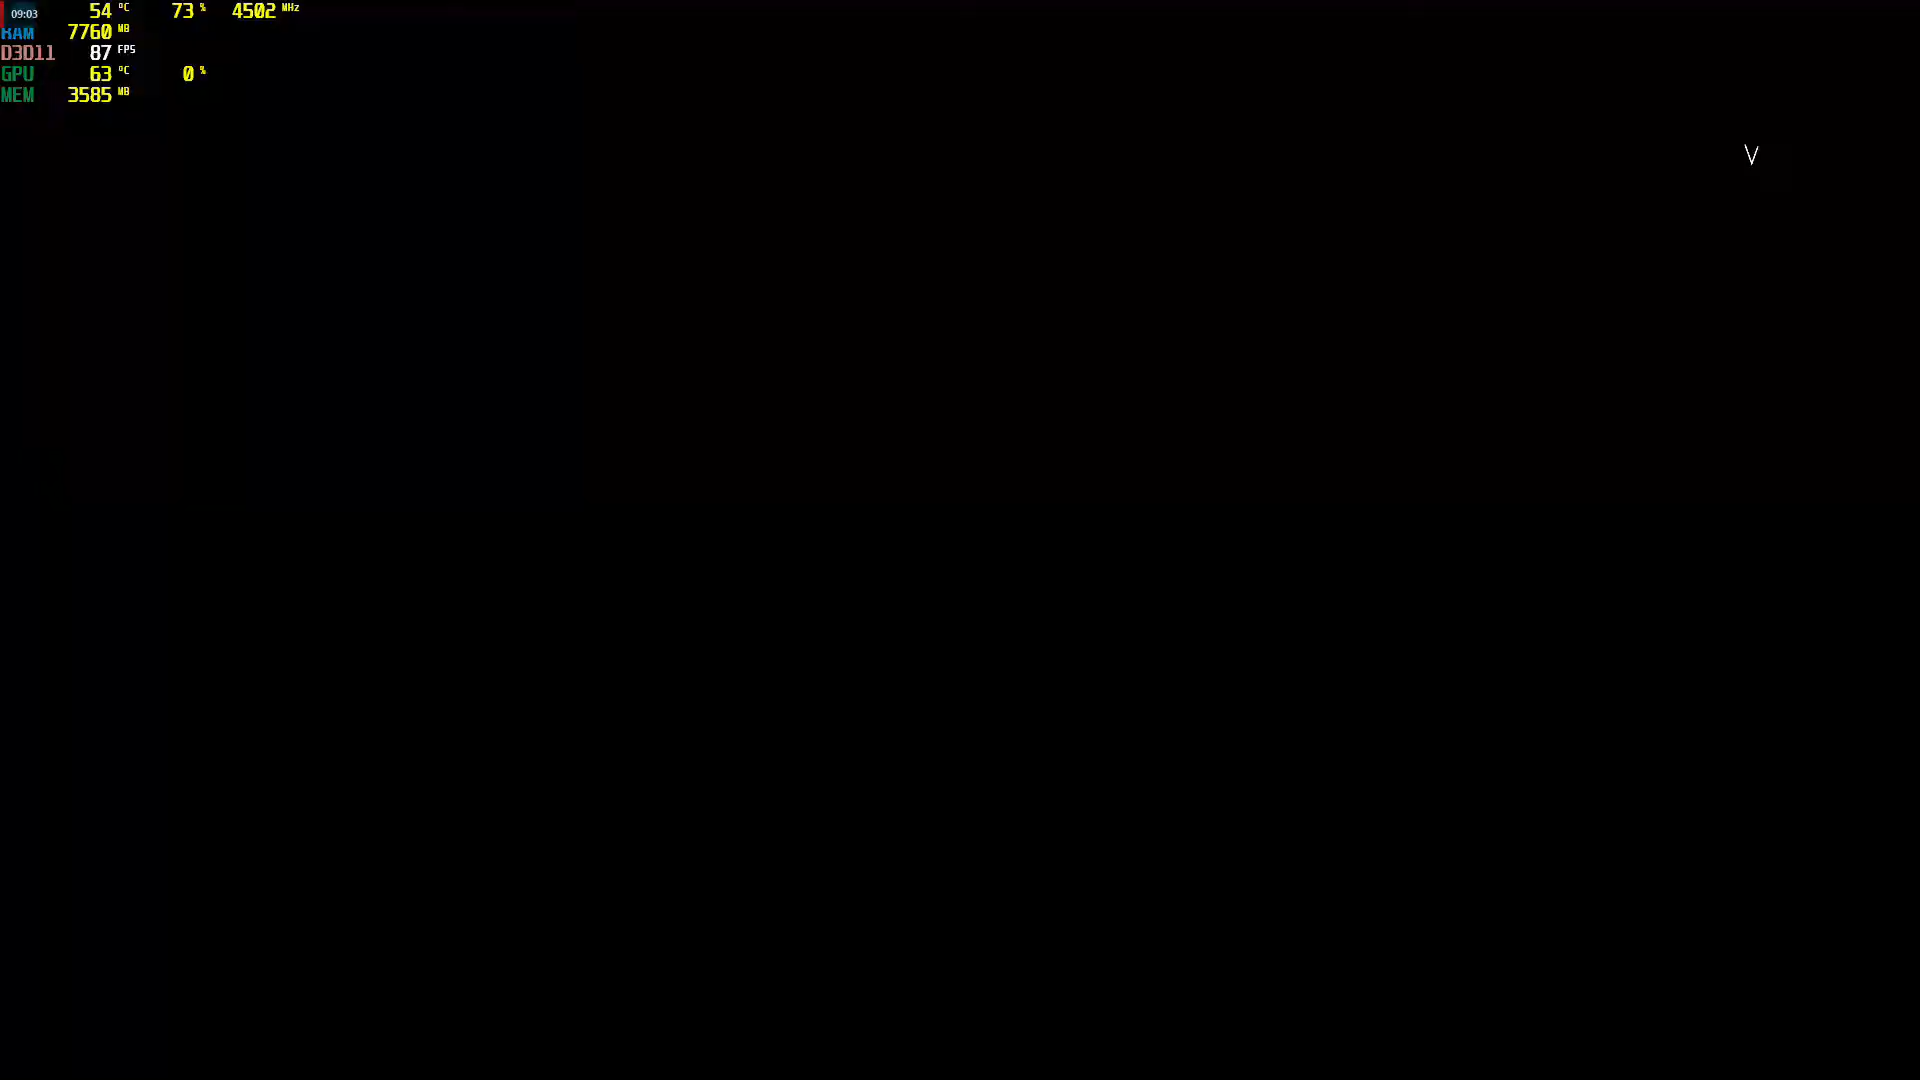 09:03 54 °C 73 % 4502 MHz
RAM 7760 MB
D3D11 87 FPS
GPU 63 °C 0 %
MEM 3585 MB
V